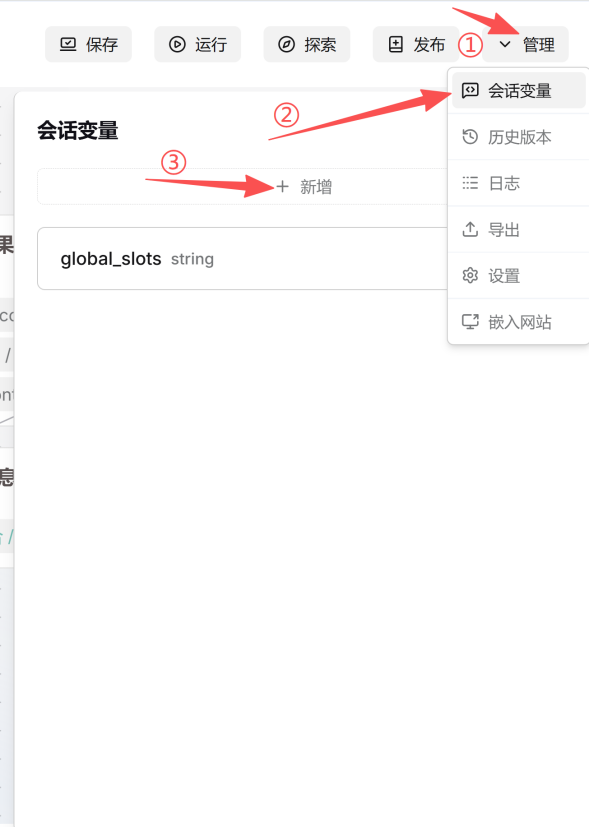 保存 运行 探索 发布 ① 管理
会话变量
历史版本
日志
导出
设置
嵌入网站
②
会话变量
③
+ 新增
global_slots string
果
/
息
/